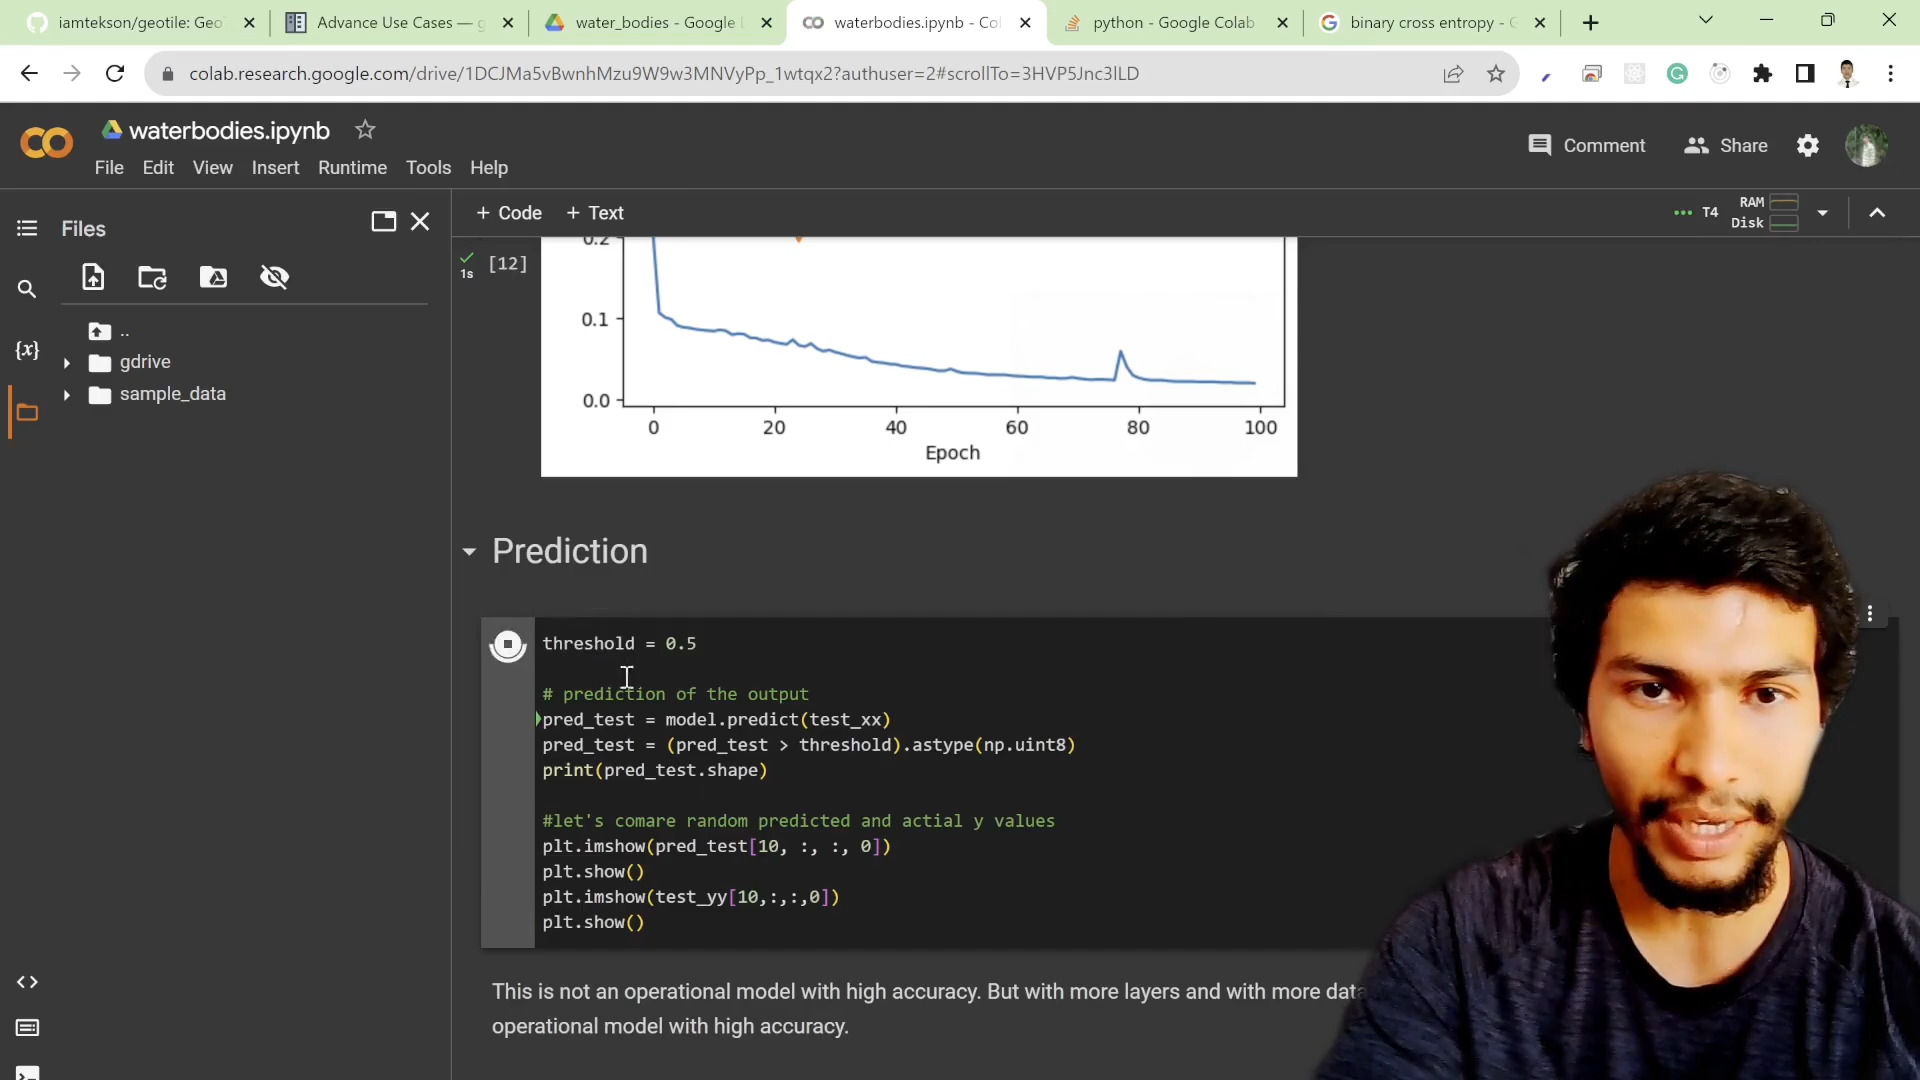 iamtekson/geotile: Geo
Advance Use Cases — g
water_bodies - Google
waterbodies.ipynb - Co
python - Google Colab
binary cross entropy - G
colab.research.google.com/drive/1DCJMa5vBwnhMzu9W9w3MNVyPp_1wtqx2?authuser=2#scrollTo=3HVP5Jnc3lLD
waterbodies.ipynb
Comment
Share
File Edit View Insert Runtime Tools Help
Files
+ Code + Text
T4
RAM
Disk
..
gdrive
sample_data
{x}
1s
[12]
0.2
0.1
0.0
0 20 40 60 80 100
Epoch
Prediction
threshold = 0.5
# prediction of the output
pred_test = model.predict(test_xx)
pred_test = (pred_test > threshold).astype(np.uint8)
print(pred_test.shape)
#let's comare random predicted and actial y values
plt.imshow(pred_test[10, :, :, 0])
plt.show()
plt.imshow(test_yy[10,:,:,0])
plt.show()
This is not an operational model with high accuracy. But with more layers and with more data
operational model with high accuracy.